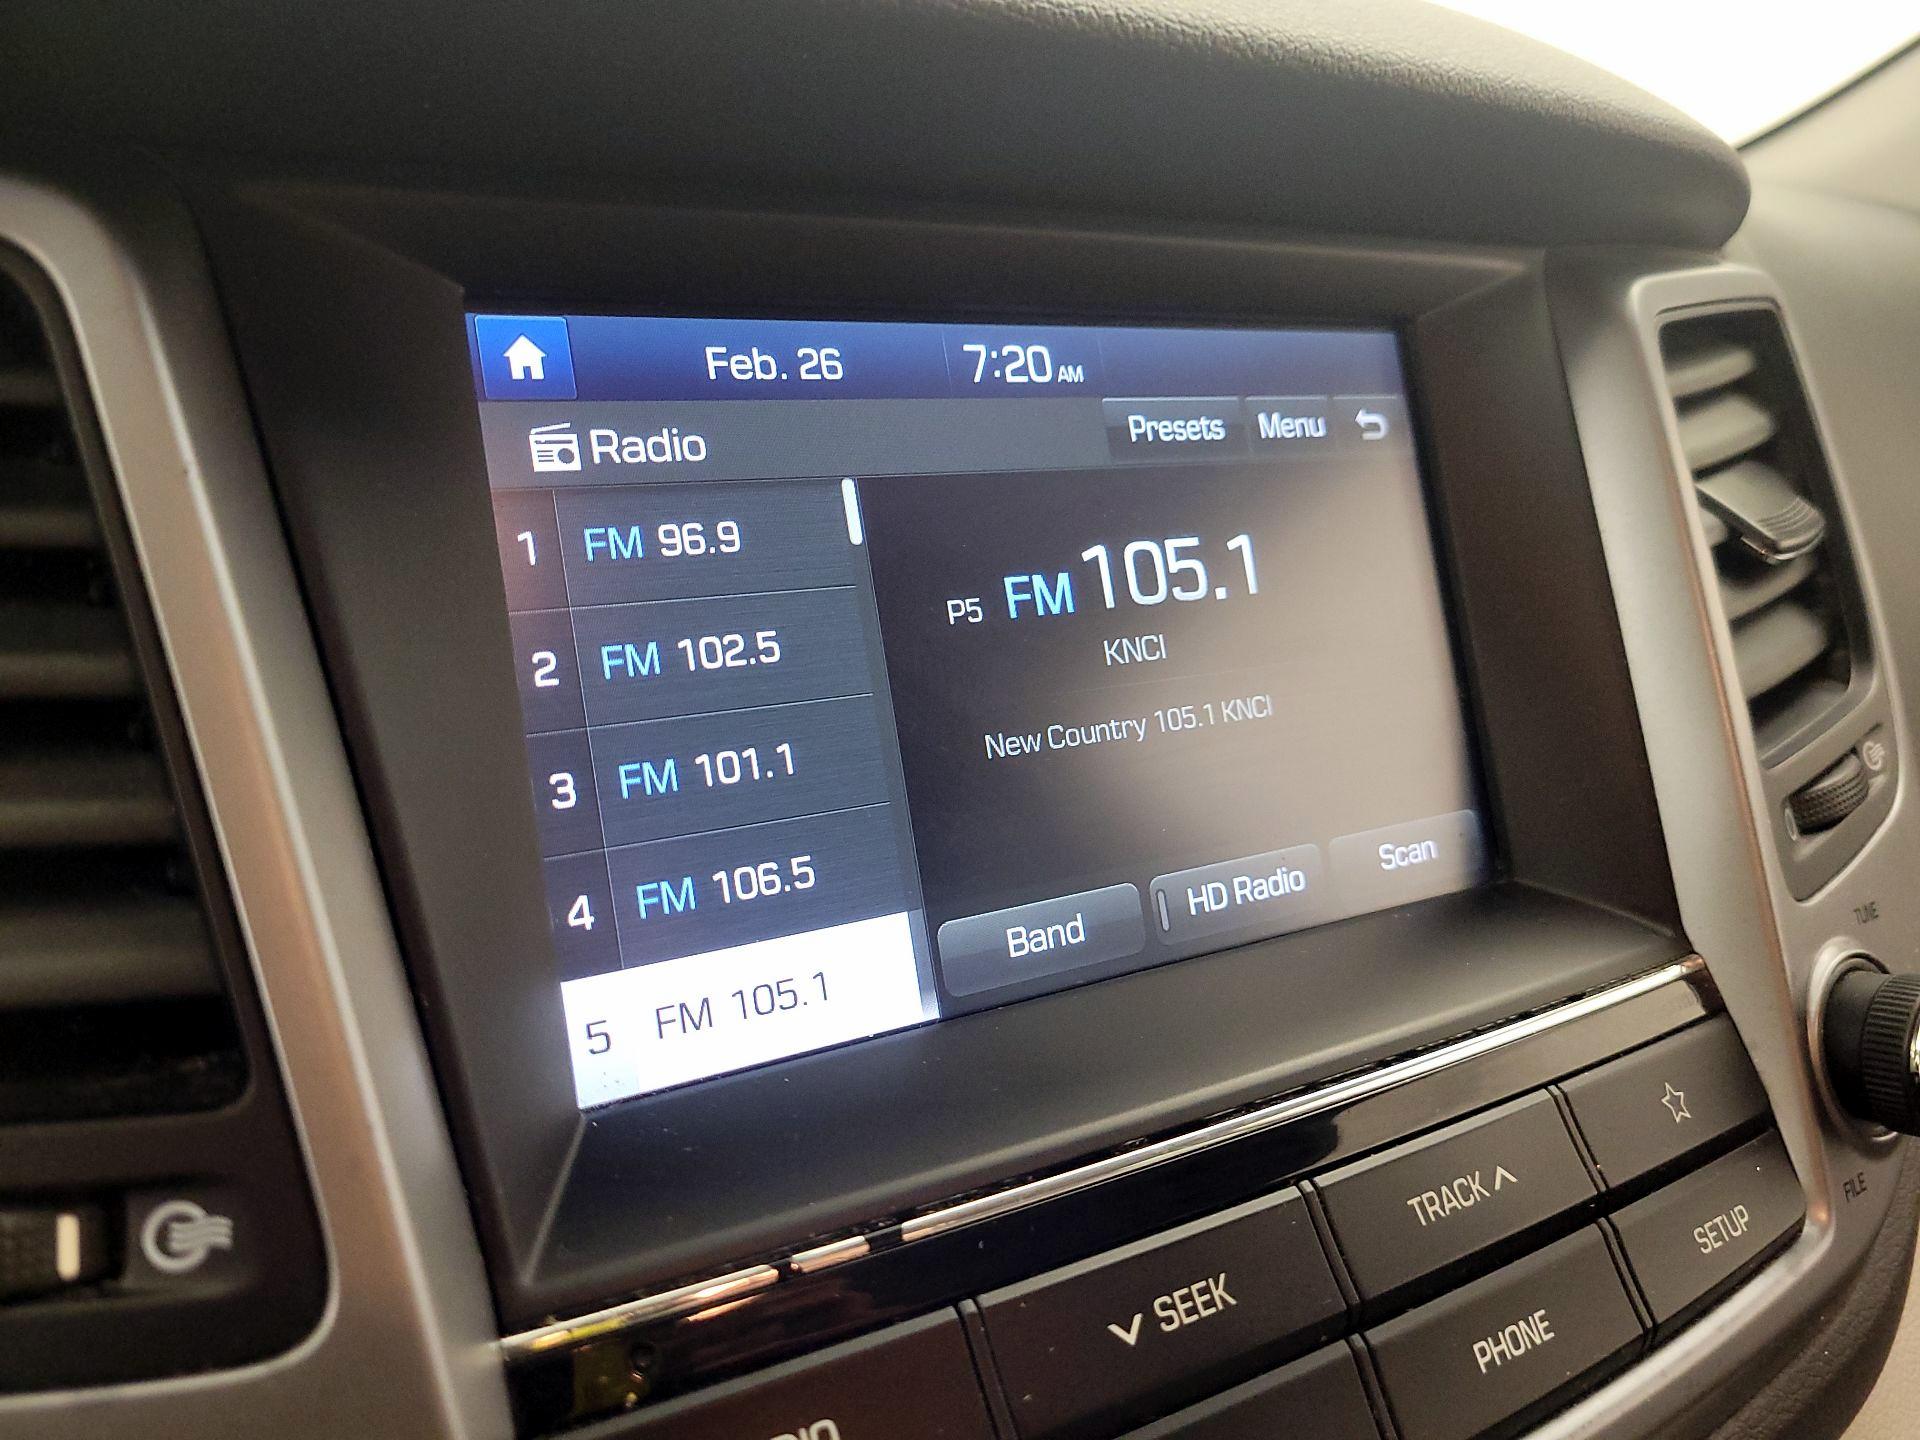 Feb. 26 7:20 AM
Radio Presets Menu
1 FM 96.9
2 FM 102.5
3 FM 101.1
4 FM 106.5
5 FM 105.1
P5 FM 105.1
KNCI
New Country 105.1 KNCI
Band HD Radio Scan
TUNE
FILE
SEEK TRACK
PHONE SETUP